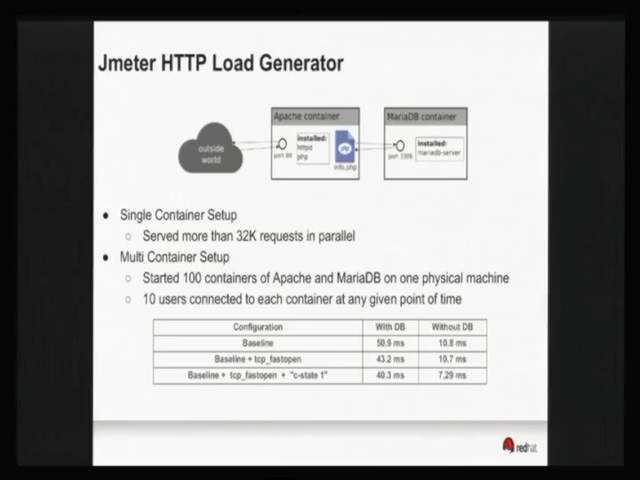 Jmeter HTTP Load Generator
Apache container
MariaDB container
outside
world
port 80
installed:
httpd
php
php
info.php
port 3306
installed:
mariadb-server
● Single Container Setup
○ Served more than 32K requests in parallel
● Multi Container Setup
○ Started 100 containers of Apache and MariaDB on one physical machine
○ 10 users connected to each container at any given point of time
Configuration With DB Without DB
Baseline 50.9 ms 10.8 ms
Baseline + tcp_fastopen 43.2 ms 10.7 ms
Baseline + tcp_fastopen + "c-state 1" 40.3 ms 7.29 ms
redhat